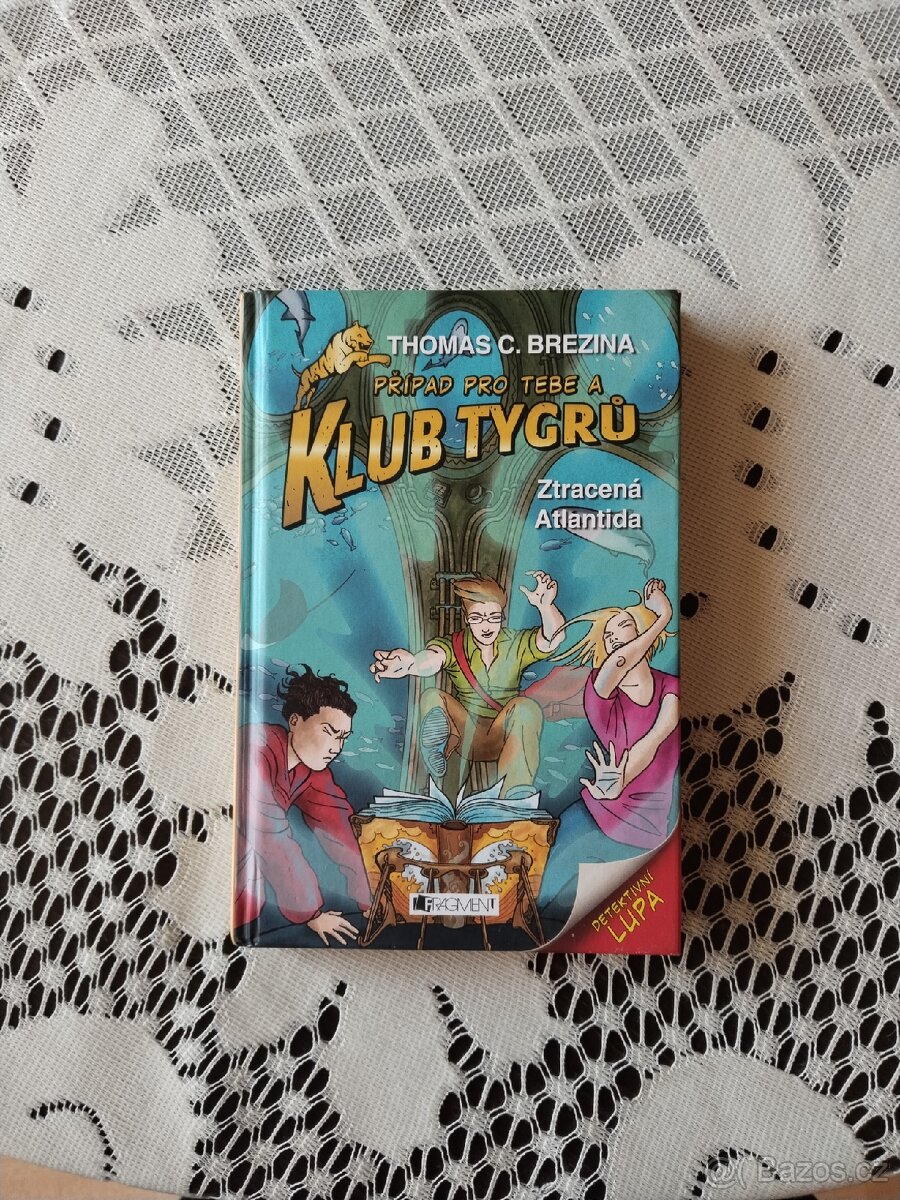 THOMAS C. BREZINA
PŘÍPAD PRO TEBE A
KLUB TYGRŮ
Ztracená
Atlantida
FRAGMENT
DETEKTIVNÍ
LUPA
Bazos.cz